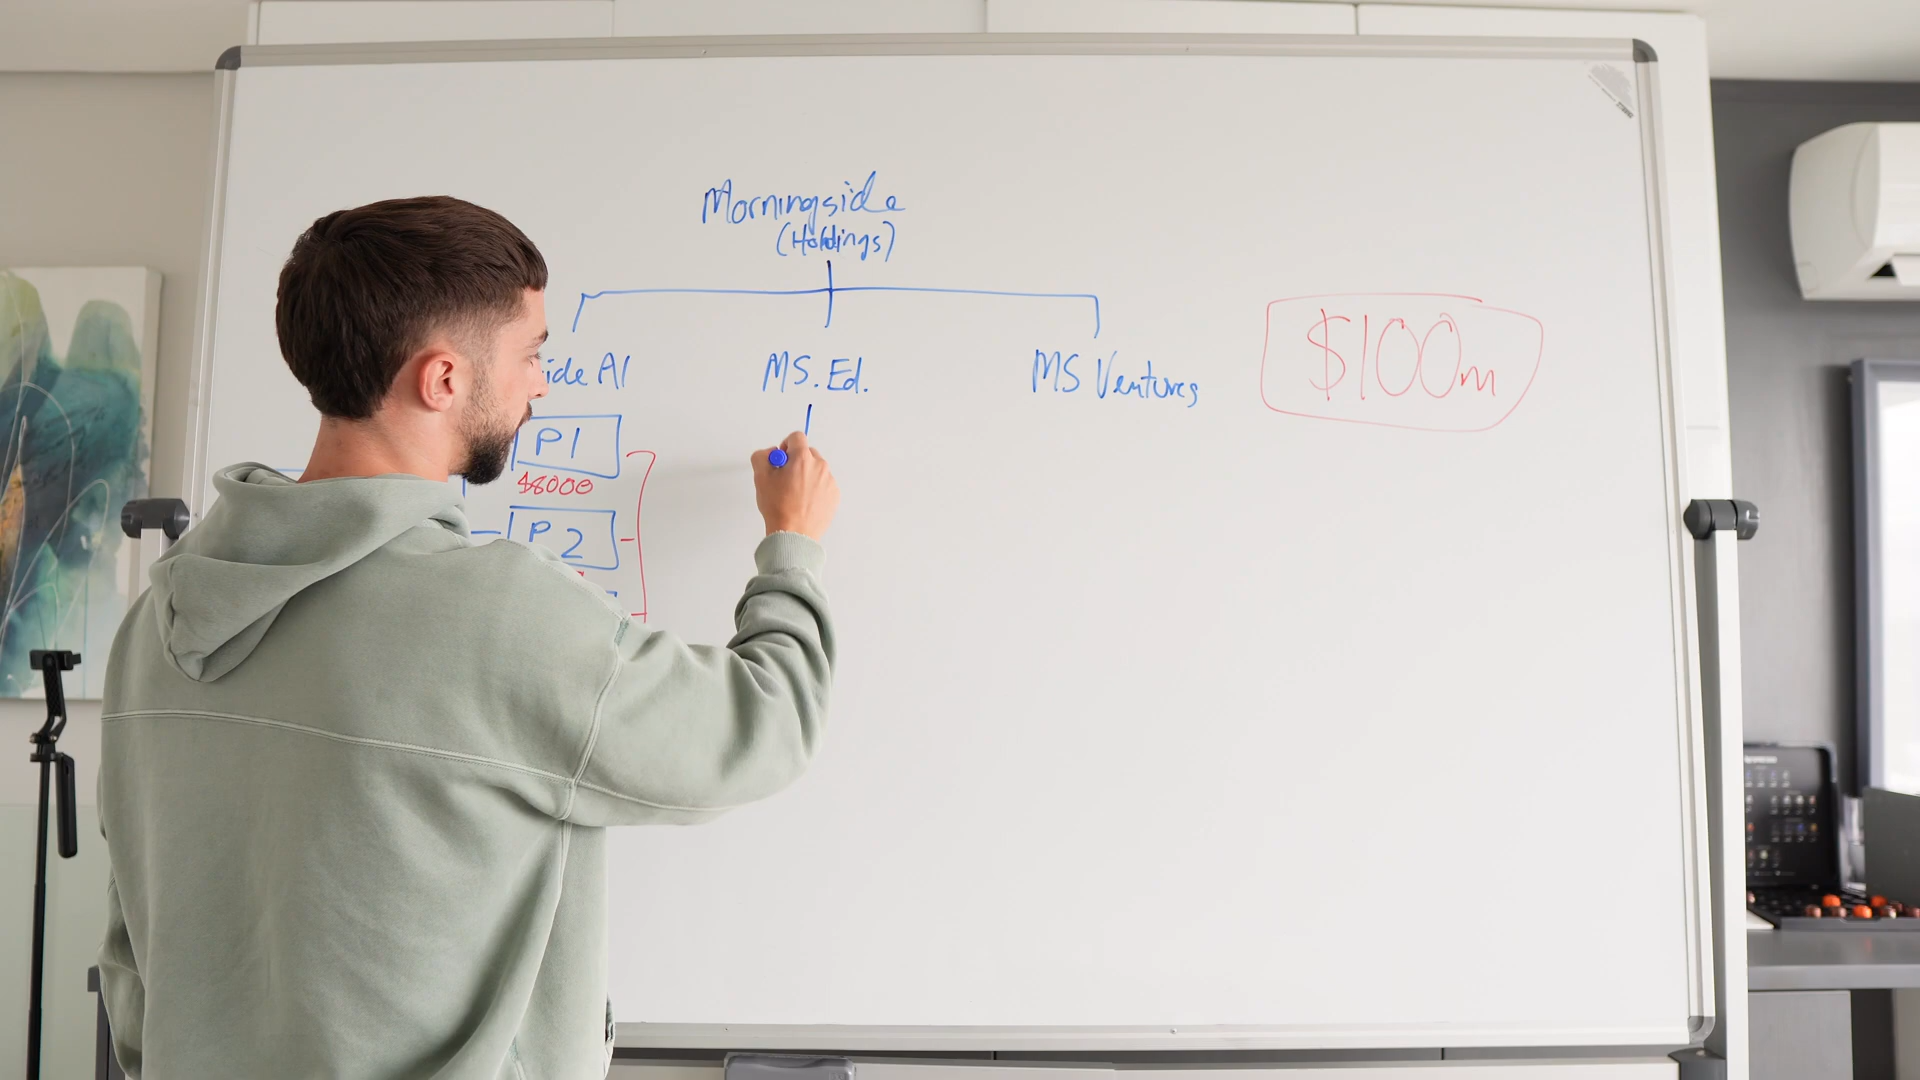 Morningside
(Holdings)
ide AI
MS. Ed.
MS Ventures
$100m
P1
$8000
P2